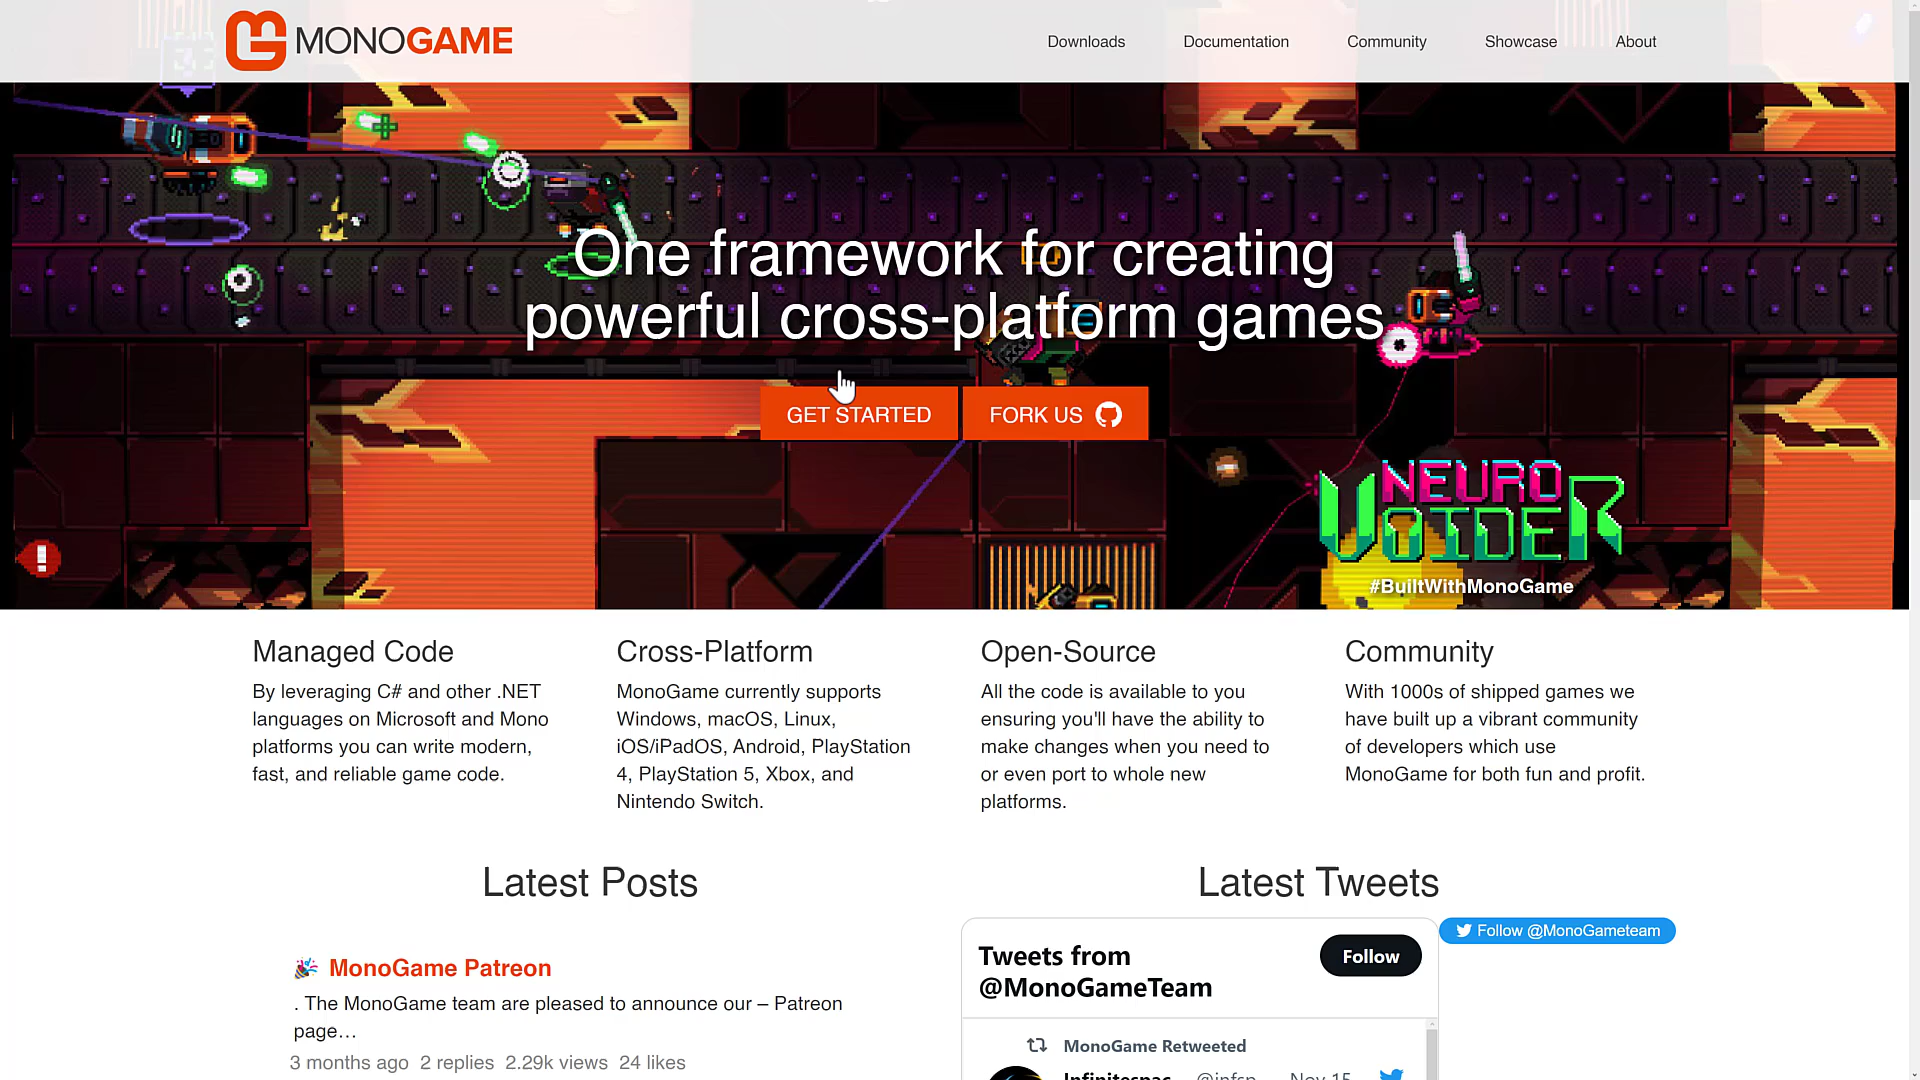 MONOGAME
Downloads
Documentation
Community
Showcase
About
One framework for creating
powerful cross-platform games
GET STARTED
FORK US
NEURO
VOIDER
#BuiltWithMonoGame
Managed Code
By leveraging C# and other .NET
languages on Microsoft and Mono
platforms you can write modern,
fast, and reliable game code.
Cross-Platform
MonoGame currently supports
Windows, macOS, Linux,
iOS/iPadOS, Android, PlayStation
4, PlayStation 5, Xbox, and
Nintendo Switch.
Open-Source
All the code is available to you
ensuring you'll have the ability to
make changes when you need to
or even port to whole new
platforms.
Community
With 1000s of shipped games we
have built up a vibrant community
of developers which use
MonoGame for both fun and profit.
Latest Posts
🎉 MonoGame Patreon
. The MonoGame team are pleased to announce our – Patreon
page…
3 months ago 2 replies 2.29k views 24 likes
Latest Tweets
Tweets from
@MonoGameTeam
Follow
Follow @MonoGameteam
MonoGame Retweeted
Nov 15